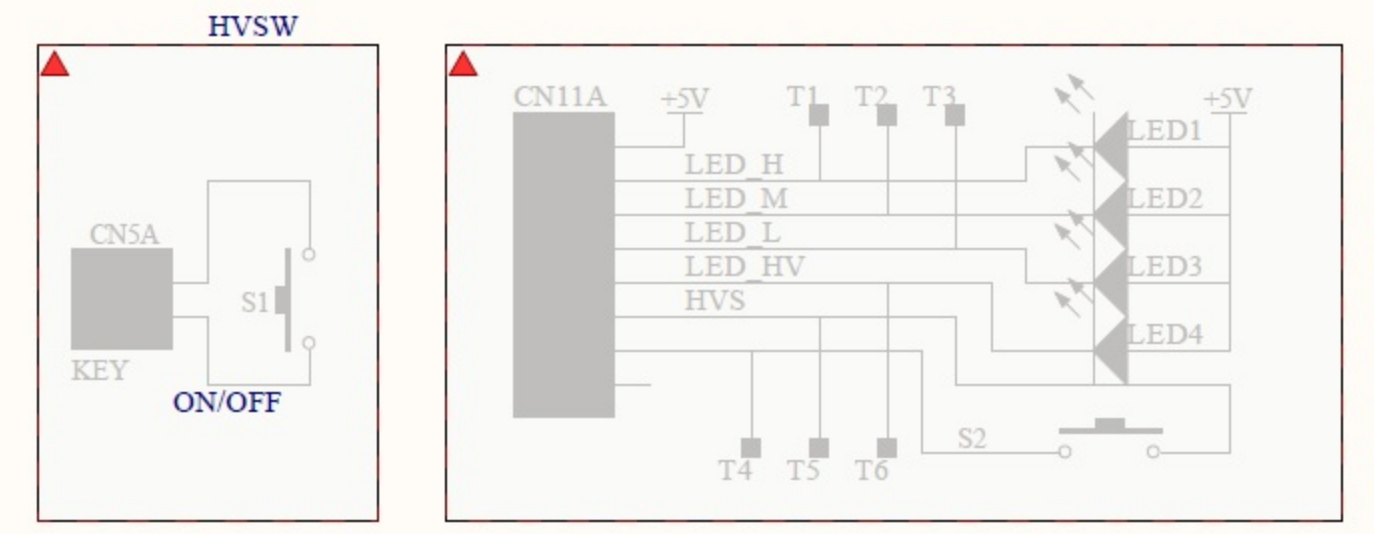 HVSW
CN5A
S1
KEY
ON/OFF
CN11A
+5V
T1
T2
T3
+5V
LED1
LED_H
LED_M
LED2
LED_L
LED_HV
LED3
HVS
LED4
S2
T4
T5
T6